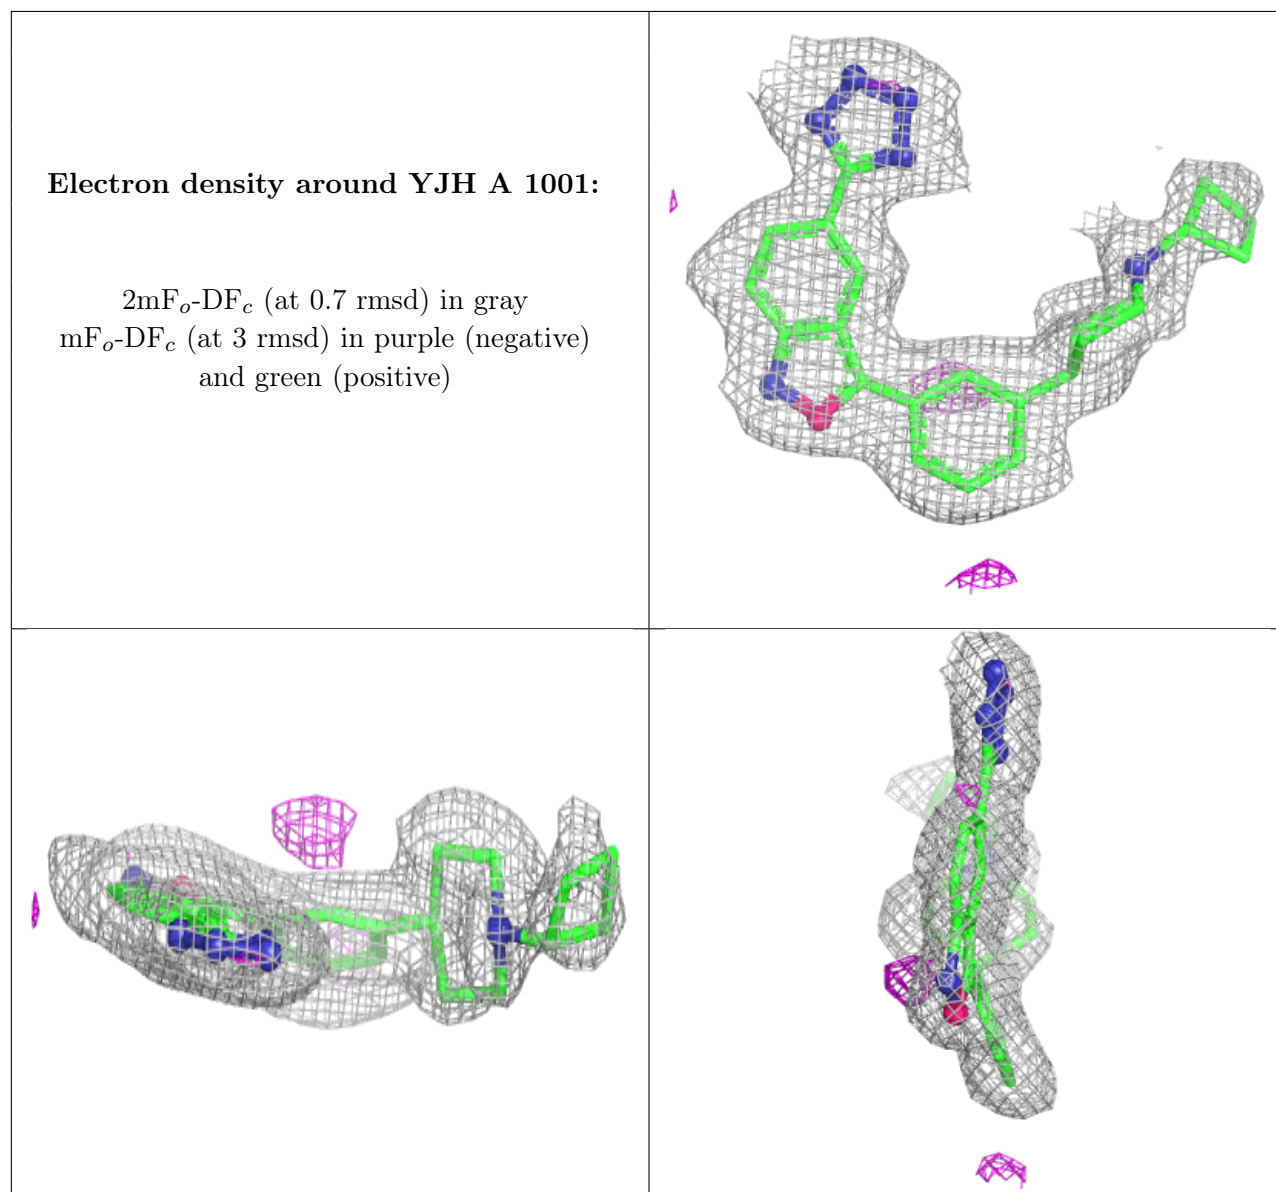 Electron density around YJH A 1001:
2mFo-DFc (at 0.7 rmsd) in gray
mFo-DFc (at 3 rmsd) in purple (negative)
and green (positive)